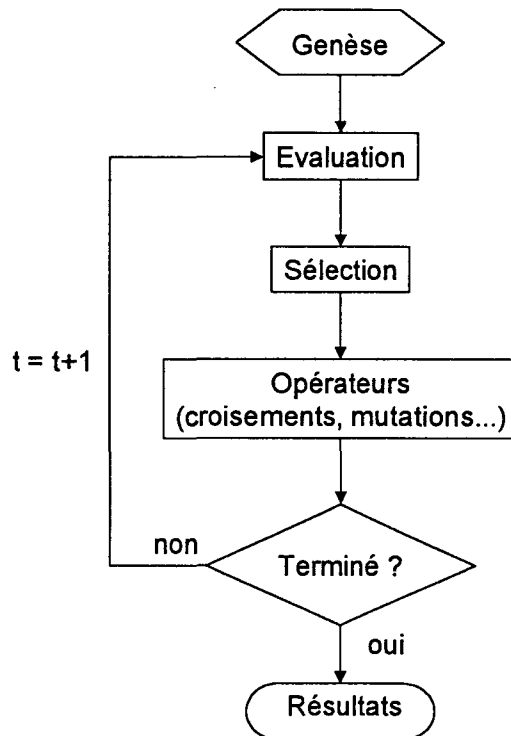 Genèse
Evaluation
Sélection
t = t+1
Opérateurs
(croisements, mutations...)
non
Terminé ?
oui
Résultats